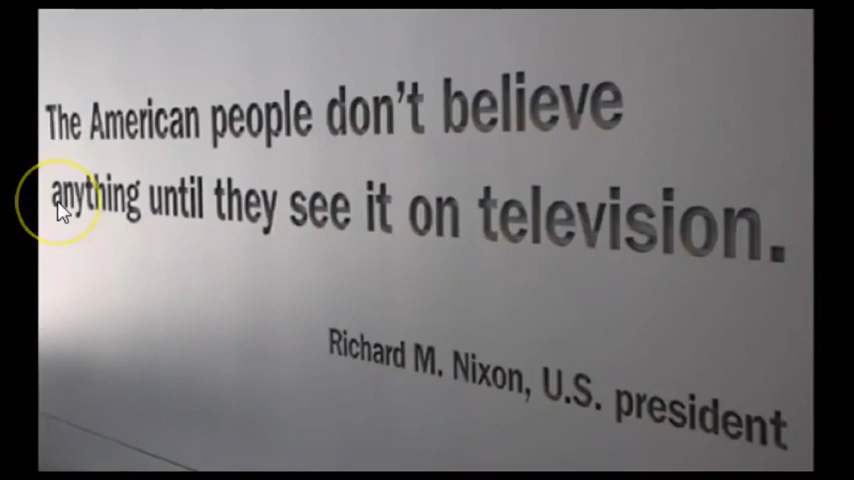 The American people don't believe
anything until they see it on television.
Richard M. Nixon, U.S. president